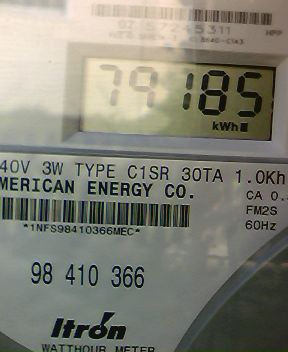 79185
kWh
40V 3W TYPE C1SR 30TA 1.0Kh
MERICAN ENERGY CO.
CA 0.
FM2S
*1NFS98410366MEC*
60Hz
98 410 366
Itrón
WATTHOUR METER